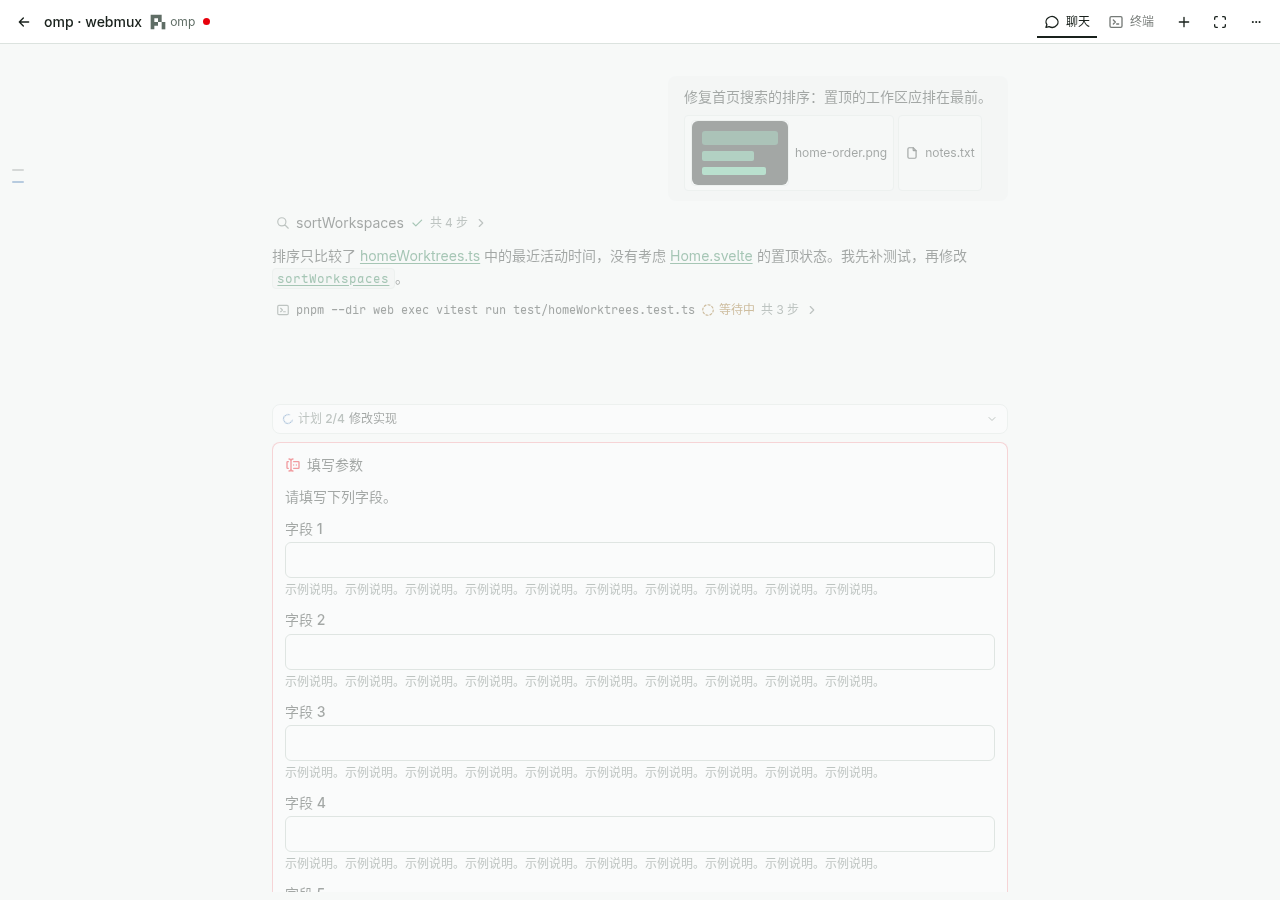 omp · webmux omp 聊天 终端
修复首页搜索的排序：置顶的工作区应排在最前。
home-order.png notes.txt
sortWorkspaces 共 4 步
排序只比较了 homeWorktrees.ts 中的最近活动时间，没有考虑 Home.svelte 的置顶状态。我先补测试，再修改
sortWorkspaces。
pnpm --dir web exec vitest run test/homeWorktrees.test.ts 等待中 共 3 步
计划 2/4 修改实现
填写参数
请填写下列字段。
字段 1
示例说明。示例说明。示例说明。示例说明。示例说明。示例说明。示例说明。示例说明。示例说明。示例说明。
字段 2
示例说明。示例说明。示例说明。示例说明。示例说明。示例说明。示例说明。示例说明。示例说明。示例说明。
字段 3
示例说明。示例说明。示例说明。示例说明。示例说明。示例说明。示例说明。示例说明。示例说明。示例说明。
字段 4
示例说明。示例说明。示例说明。示例说明。示例说明。示例说明。示例说明。示例说明。示例说明。示例说明。